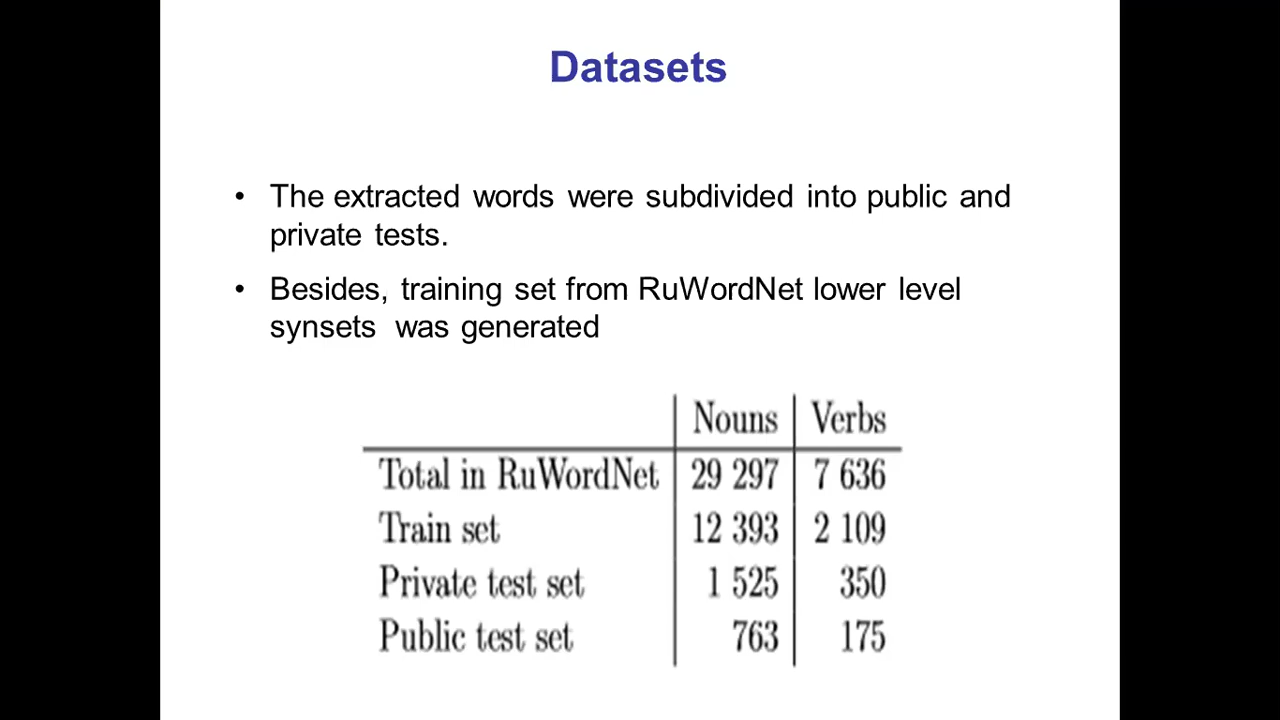 Datasets
• The extracted words were subdivided into public and
private tests.
• Besides, training set from RuWordNet lower level
synsets was generated
Nouns Verbs
Total in RuWordNet 29 297 7 636
Train set 12 393 2 109
Private test set 1 525 350
Public test set 763 175